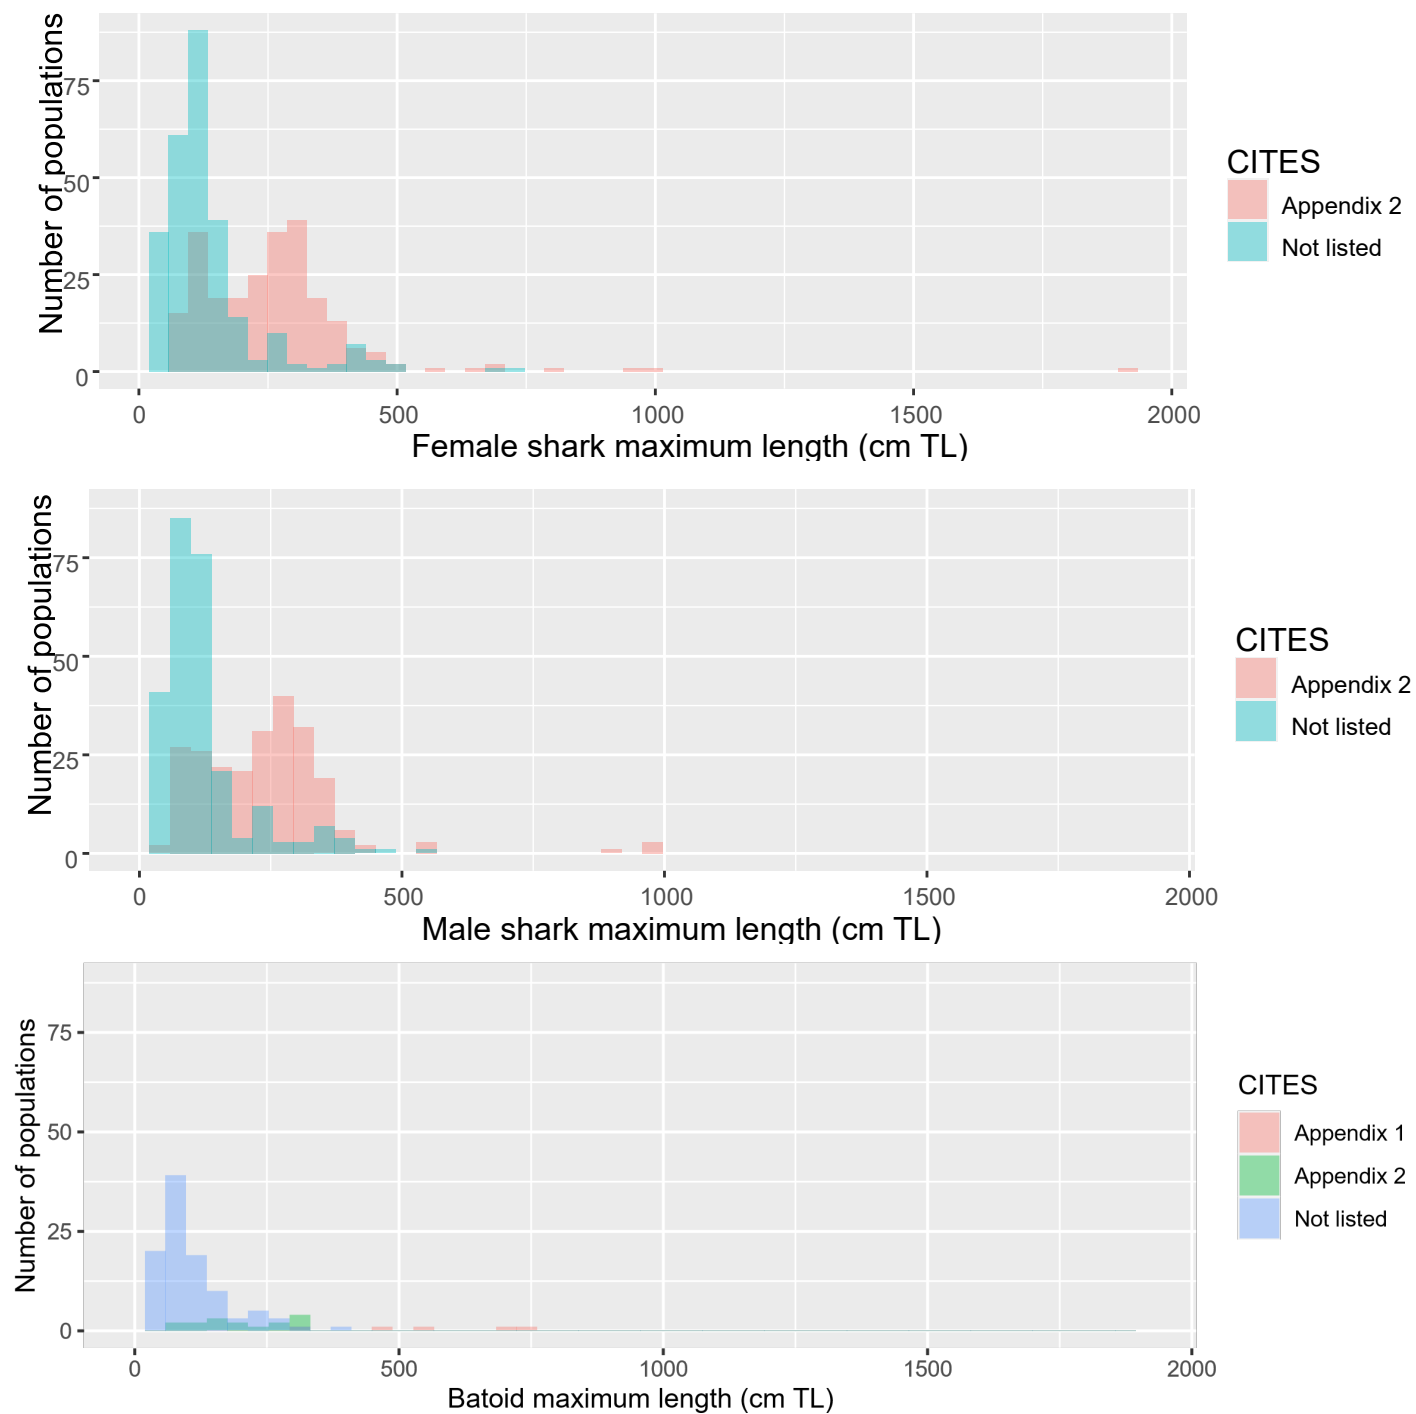 Number of populations
75
50
25
0
0 500 1000 1500 2000
Female shark maximum length (cm TL)
CITES
Appendix 2
Not listed
Number of populations
75
50
25
0
0 500 1000 1500 2000
Male shark maximum length (cm TL)
CITES
Appendix 2
Not listed
Number of populations
75
50
25
0
0 500 1000 1500 2000
Batoid maximum length (cm TL)
CITES
Appendix 1
Appendix 2
Not listed